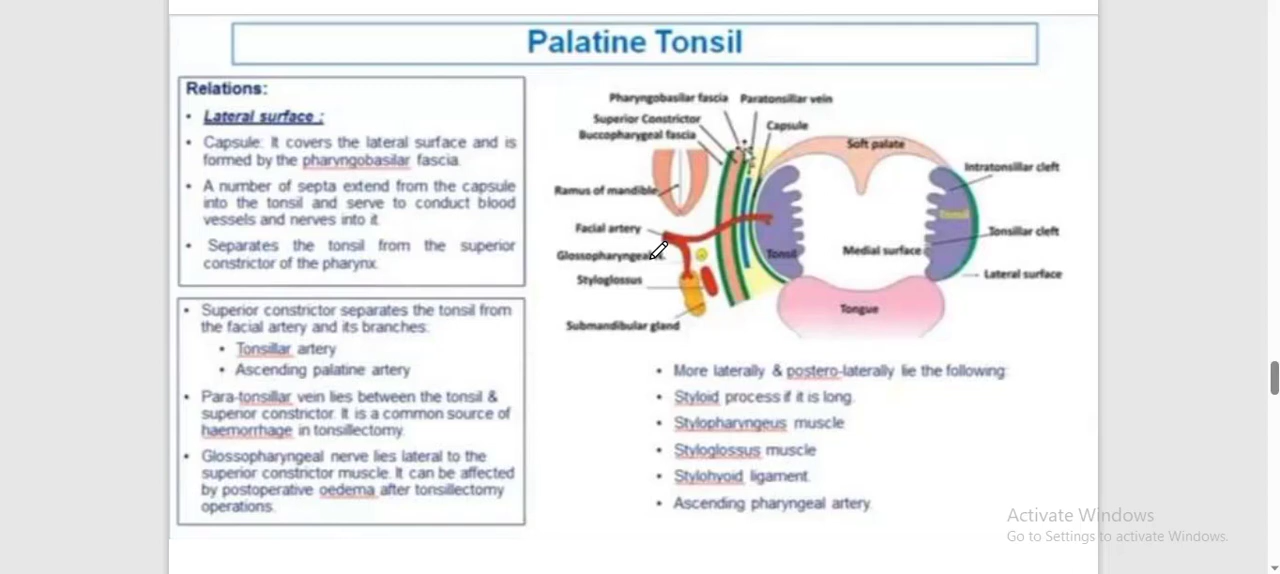 Palatine Tonsil
Relations:
• Lateral surface :
• Capsule: It covers the lateral surface and is
formed by the pharyngobasilar fascia.
• A number of septa extend from the capsule
into the tonsil and serve to conduct blood
vessels and nerves into it.
• Separates the tonsil from the superior
constrictor of the pharynx.
• Superior constrictor separates the tonsil from
the facial artery and its branches:
• Tonsillar artery
• Ascending palatine artery
• Para-tonsillar vein lies between the tonsil &
superior constrictor. It is a common source of
haemorrhage in tonsillectomy.
• Glossopharyngeal nerve lies lateral to the
superior constrictor muscle. It can be affected
by postoperative oedema after tonsillectomy
operations.
Pharyngobasilar fascia
Paratonsillar vein
Superior Constrictor
Capsule
Buccopharygeal fascia
Soft palate
Intratonsillar cleft
Ramus of mandible
Tonsil
Facial artery
Tonsillar cleft
Glossopharyngeal
Tonsil
Medial surface
Styloglossus
Lateral surface
Tongue
Submandibular gland
• More laterally & postero-laterally lie the following:
• Styloid process if it is long.
• Stylopharyngeus muscle
• Styloglossus muscle
• Stylohyoid ligament.
• Ascending pharyngeal artery.
Activate Windows
Go to Settings to activate Windows.